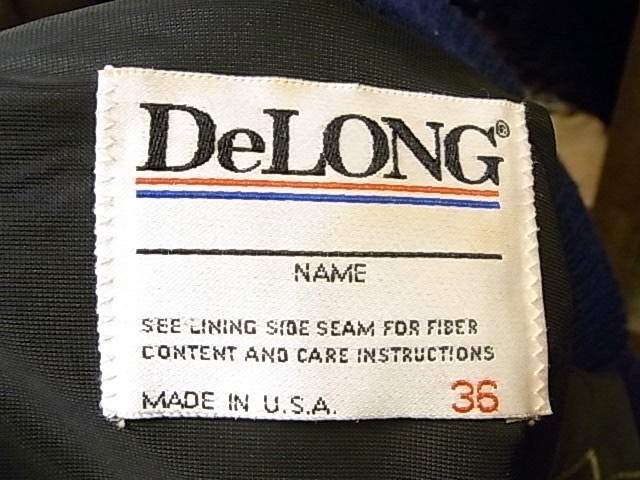 DeLONG®
NAME
SEE LINING SIDE SEAM FOR FIBER
CONTENT AND CARE INSTRUCTIONS
MADE IN U.S.A. 36